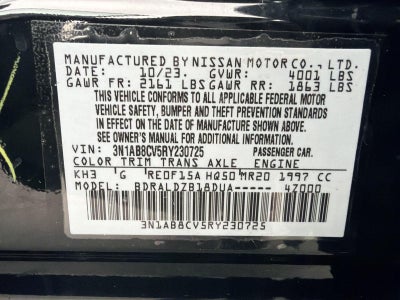 MANUFACTURED BY NISSAN MOTOR CO., LTD.
DATE: 10/23. GVWR: 4001 LBS
GAWR FR: 2161 LBS GAWR RR: 1863 LBS
THIS VEHICLE CONFORMS TO ALL APPLICABLE FEDERAL MOTOR
VEHICLE SAFETY, BUMPER AND THEFT PREVENTION STANDARDS
IN EFFECT ON THE DATE OF MANUFACTURE SHOWN ABOVE.
SEE OWNER'S MANUAL FOR ADDITIONAL INFORMATION.
VIN: 3N1AB8CV5RY230725 PASSENGER CAR.
COLOR TRIM TRANS AXLE ENGINE
KH3 G RE0F15A HQ50 MR20 1997 CC
MODEL: BDRALDZB18DUA----- 47000
3N1AB8CV5RY230725